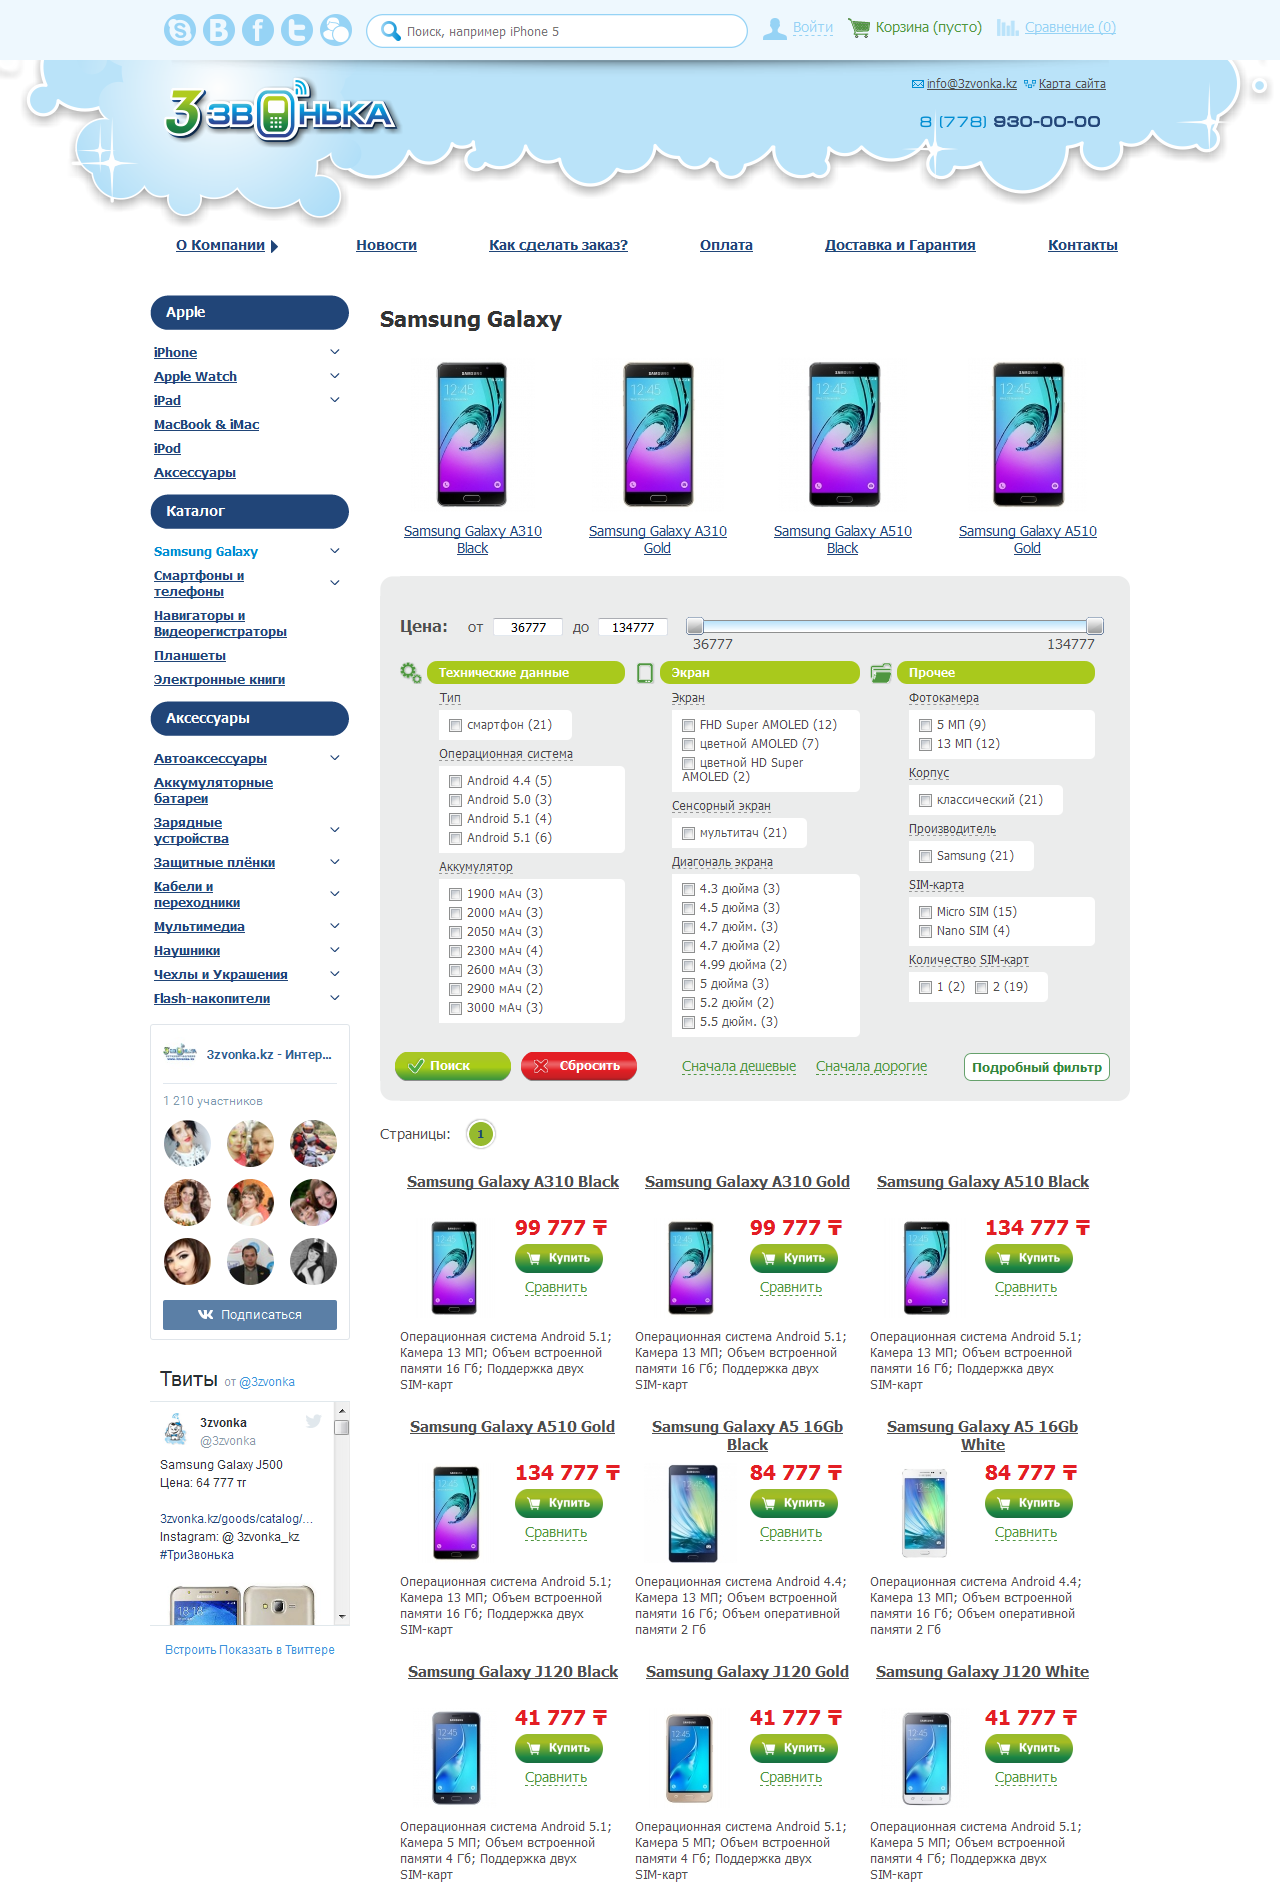 Поиск, например iPhone 5
Войти
Корзина (пусто)
Сравнение (0)
3 ЗВОНЬКА
info@3zvonka.kz
Карта сайта
8 (778) 930-00-00
О Компании
Новости
Как сделать заказ?
Оплата
Доставка и Гарантия
Контакты
Apple
iPhone
Apple Watch
iPad
MacBook & iMac
iPod
Аксессуары
Каталог
Samsung Galaxy
Смартфоны и
телефоны
Навигаторы и
Видеорегистраторы
Планшеты
Электронные книги
Аксессуары
Автоаксессуары
Аккумуляторные
батареи
Зарядные
устройства
Защитные плёнки
Кабели и
переходники
Мультимедиа
Наушники
Чехлы и Украшения
Flash-накопители
3zvonka.kz - Интер...
1 210 участников
Подписаться
Твиты от @3zvonka
3zvonka
@3zvonka
Samsung Galaxy J500
Цена: 64 777 тг
3zvonka.kz/goods/catalog/...
Instagram: @ 3zvonka_kz
#ТриЗвонька
Встроить Показать в Твиттере
Samsung Galaxy
Samsung Galaxy A310
Black
Samsung Galaxy A310
Gold
Samsung Galaxy A510
Black
Samsung Galaxy A510
Gold
Цена: от 36777 до 134777
36777 134777
Технические данные
Тип
смартфон (21)
Операционная система
Android 4.4 (5)
Android 5.0 (3)
Android 5.1 (4)
Android 5.1 (6)
Аккумулятор
1900 мАч (3)
2000 мАч (3)
2050 мАч (3)
2300 мАч (4)
2600 мАч (3)
2900 мАч (2)
3000 мАч (3)
Экран
Экран
FHD Super AMOLED (12)
цветной AMOLED (7)
цветной HD Super
AMOLED (2)
Сенсорный экран
мультитач (21)
Диагональ экрана
4.3 дюйма (3)
4.5 дюйма (3)
4.7 дюйм. (3)
4.7 дюйма (2)
4.99 дюйма (2)
5 дюйма (3)
5.2 дюйм (2)
5.5 дюйм. (3)
Прочее
Фотокамера
5 МП (9)
13 МП (12)
Корпус
классический (21)
Производитель
Samsung (21)
SIM-карта
Micro SIM (15)
Nano SIM (4)
Количество SIM-карт
1 (2) 2 (19)
Поиск
Сбросить
Сначала дешевые
Сначала дорогие
Подробный фильтр
Страницы: 1
Samsung Galaxy A310 Black
99 777 ₸
Купить
Сравнить
Операционная система Android 5.1;
Камера 13 МП; Объем встроенной
памяти 16 Гб; Поддержка двух
SIM-карт
Samsung Galaxy A310 Gold
99 777 ₸
Купить
Сравнить
Операционная система Android 5.1;
Камера 13 МП; Объем встроенной
памяти 16 Гб; Поддержка двух
SIM-карт
Samsung Galaxy A510 Black
134 777 ₸
Купить
Сравнить
Операционная система Android 5.1;
Камера 13 МП; Объем встроенной
памяти 16 Гб; Поддержка двух
SIM-карт
Samsung Galaxy A510 Gold
134 777 ₸
Купить
Сравнить
Операционная система Android 5.1;
Камера 13 МП; Объем встроенной
памяти 16 Гб; Поддержка двух
SIM-карт
Samsung Galaxy A5 16Gb
Black
84 777 ₸
Купить
Сравнить
Операционная система Android 4.4;
Камера 13 МП; Объем встроенной
памяти 16 Гб; Объем оперативной
памяти 2 Гб
Samsung Galaxy A5 16Gb
White
84 777 ₸
Купить
Сравнить
Операционная система Android 4.4;
Камера 13 МП; Объем встроенной
памяти 16 Гб; Объем оперативной
памяти 2 Гб
Samsung Galaxy J120 Black
41 777 ₸
Купить
Сравнить
Операционная система Android 5.1;
Камера 5 МП; Объем встроенной
памяти 4 Гб; Поддержка двух
SIM-карт
Samsung Galaxy J120 Gold
41 777 ₸
Купить
Сравнить
Операционная система Android 5.1;
Камера 5 МП; Объем встроенной
памяти 4 Гб; Поддержка двух
SIM-карт
Samsung Galaxy J120 White
41 777 ₸
Купить
Сравнить
Операционная система Android 5.1;
Камера 5 МП; Объем встроенной
памяти 4 Гб; Поддержка двух
SIM-карт